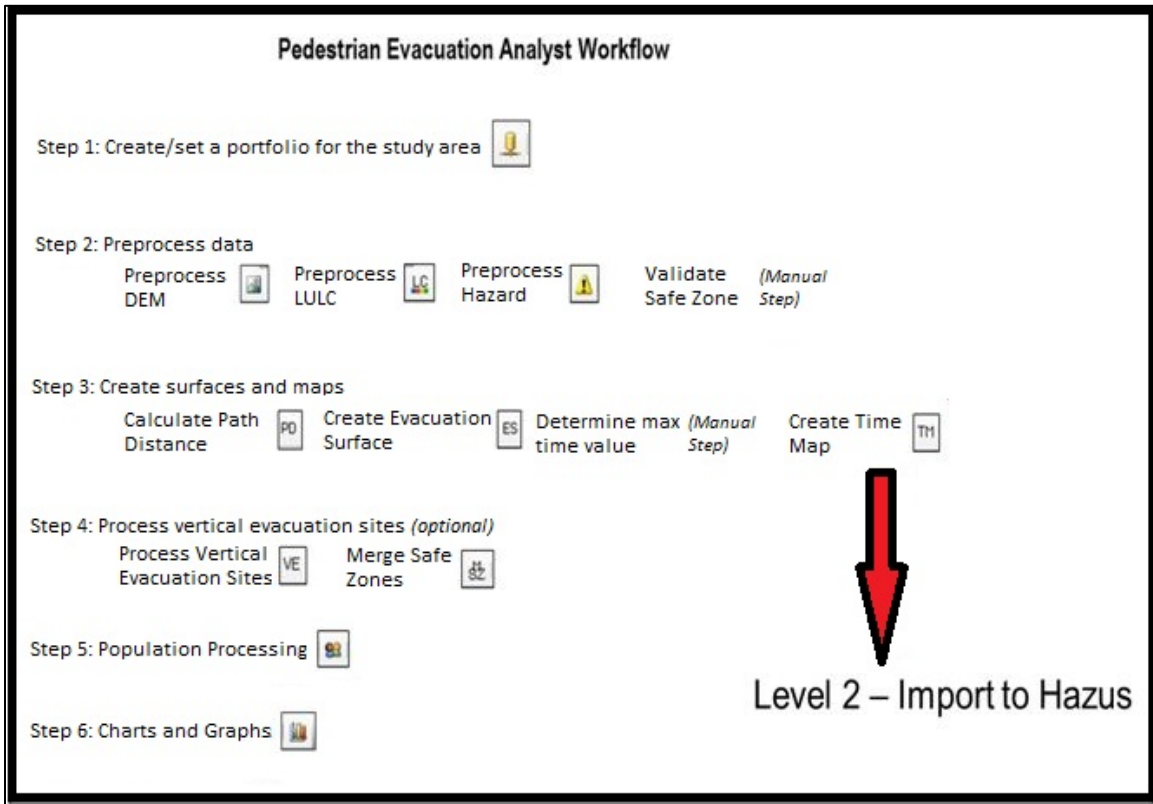 Pedestrian Evacuation Analyst Workflow
Step 1: Create/set a portfolio for the study area
Step 2: Preprocess data
Preprocess DEM
Preprocess LC LULC
Preprocess Hazard
Validate Safe Zone
(Manual Step)
Step 3: Create surfaces and maps
Calculate Path Distance PD
Create Evacuation Surface ES
Determine max time value
(Manual Step)
Create Time Map TM
Step 4: Process vertical evacuation sites (optional)
Process Vertical Evacuation Sites VE
Merge Safe Zones M SZ
Step 5: Population Processing
Step 6: Charts and Graphs
Level 2 – Import to Hazus